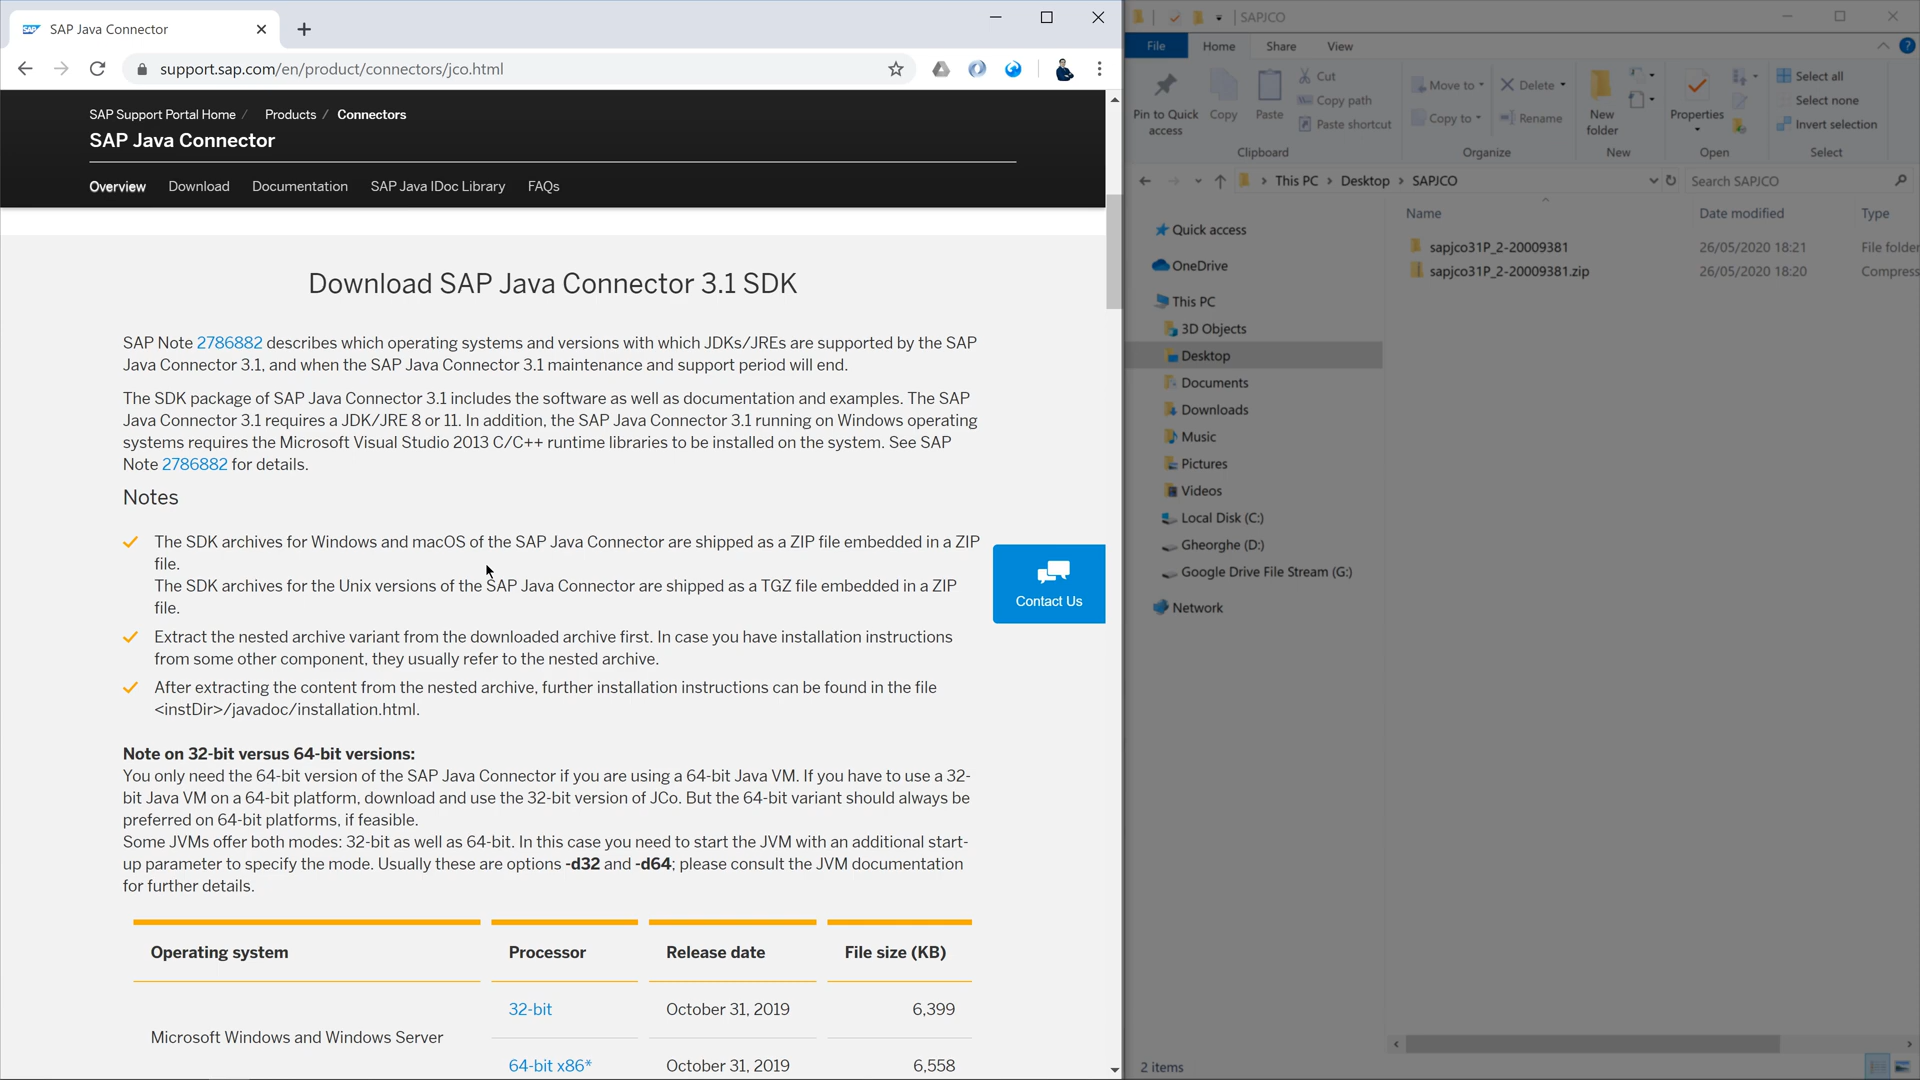 SAP Java Connector
support.sap.com/en/product/connectors/jco.html
SAP Support Portal Home / Products / Connectors
SAP Java Connector
Overview Download Documentation SAP Java IDoc Library FAQs
Download SAP Java Connector 3.1 SDK
SAP Note 2786882 describes which operating systems and versions with which JDKs/JREs are supported by the SAP
Java Connector 3.1, and when the SAP Java Connector 3.1 maintenance and support period will end.
The SDK package of SAP Java Connector 3.1 includes the software as well as documentation and examples. The SAP
Java Connector 3.1 requires a JDK/JRE 8 or 11. In addition, the SAP Java Connector 3.1 running on Windows operating
systems requires the Microsoft Visual Studio 2013 C/C++ runtime libraries to be installed on the system. See SAP
Note 2786882 for details.
Notes
The SDK archives for Windows and macOS of the SAP Java Connector are shipped as a ZIP file embedded in a ZIP
file.
The SDK archives for the Unix versions of the SAP Java Connector are shipped as a TGZ file embedded in a ZIP
file.
Extract the nested archive variant from the downloaded archive first. In case you have installation instructions
from some other component, they usually refer to the nested archive.
After extracting the content from the nested archive, further installation instructions can be found in the file
<instDir>/javadoc/installation.html.
Contact Us
Note on 32-bit versus 64-bit versions:
You only need the 64-bit version of the SAP Java Connector if you are using a 64-bit Java VM. If you have to use a 32-
bit Java VM on a 64-bit platform, download and use the 32-bit version of JCo. But the 64-bit variant should always be
preferred on 64-bit platforms, if feasible.
Some JVMs offer both modes: 32-bit as well as 64-bit. In this case you need to start the JVM with an additional start-
up parameter to specify the mode. Usually these are options -d32 and -d64; please consult the JVM documentation
for further details.
Operating system Processor Release date File size (KB)
32-bit October 31, 2019 6,399
Microsoft Windows and Windows Server
64-bit x86* October 31, 2019 6,558
SAPJCO
File Home Share View
Pin to Quick
access
Copy
Paste
Cut
Copy path
Paste shortcut
Clipboard
Move to
Copy to
Delete
Rename
Organize
New
folder
New
Properties
Open
Select all
Select none
Invert selection
Select
This PC Desktop SAPJCO
Search SAPJCO
Name Date modified Type
sapjco31P_2-20009381 26/05/2020 18:21 File folder
sapjco31P_2-20009381.zip 26/05/2020 18:20 Compress
Quick access
OneDrive
This PC
3D Objects
Desktop
Documents
Downloads
Music
Pictures
Videos
Local Disk (C:)
Gheorghe (D:)
Google Drive File Stream (G:)
Network
2 items